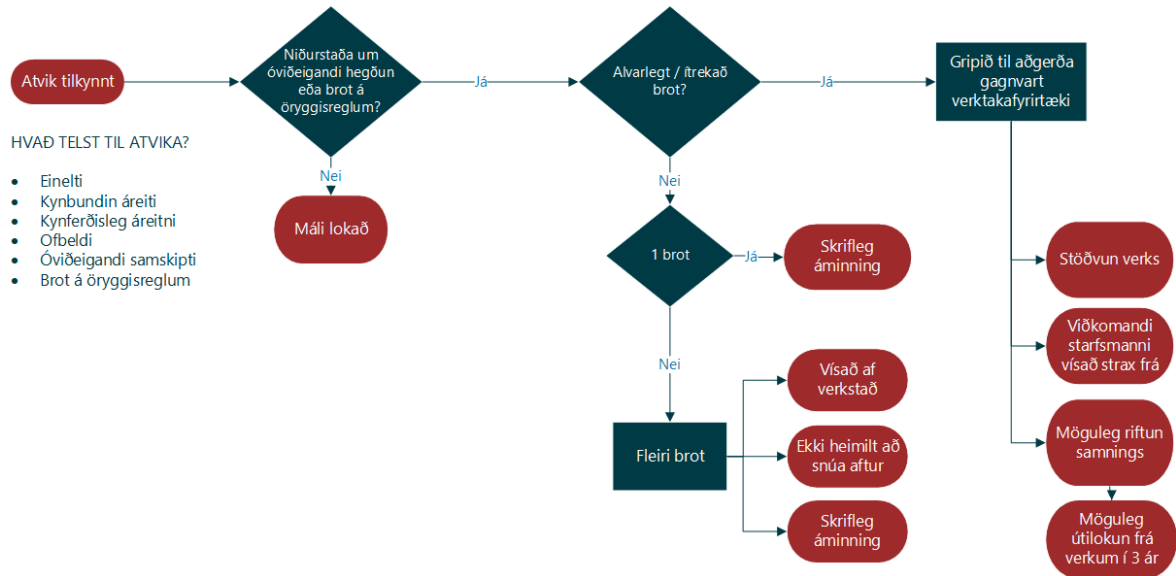 Atvik tilkynnt
Niðurstaða um
óviðeigandi hegðun
eða brot á
öryggisreglum?
Já
Alvarlegt / ítrekað
brot?
Já
Gripið til aðgerða
gagnvart
verktakafyrirtæki
HVAÐ TELST TIL ATVIKA?
• Einelti
• Kynbundin áreiti
• Kynferðisleg áreitni
• Ofbeldi
• Óviðeigandi samskipti
• Brot á öryggisreglum
Nei
Máli lokað
Nei
1 brot
Já
Skrifleg
áminning
Nei
Fleiri brot
Vísað af
verkstað
Ekki heimilt að
snúa aftur
Skrifleg
áminning
Stöðvun verks
Viðkomandi
starfsmanni
vísað strax frá
Möguleg riftun
samnings
Möguleg
útilokun frá
verkum í 3 ár